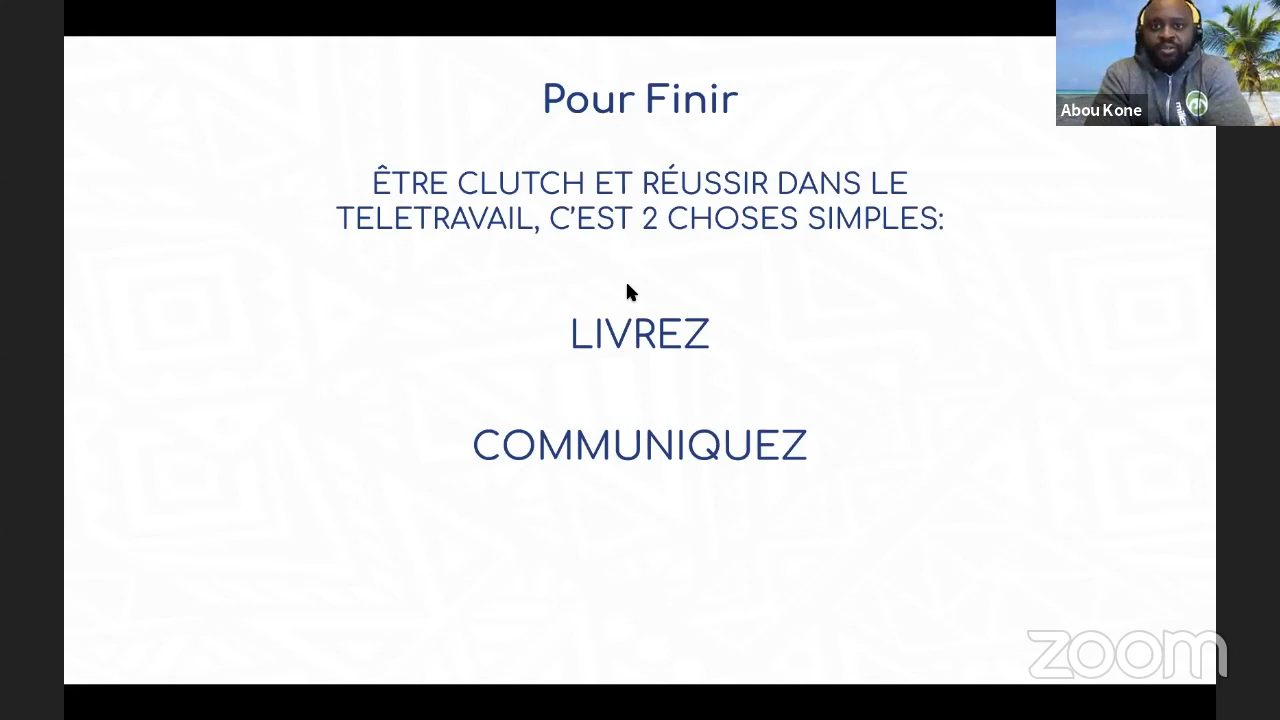 Pour Finir
Abou Kone
ÊTRE CLUTCH ET RÉUSSIR DANS LE
TELETRAVAIL, C'EST 2 CHOSES SIMPLES:
LIVREZ
COMMUNIQUEZ
zoom